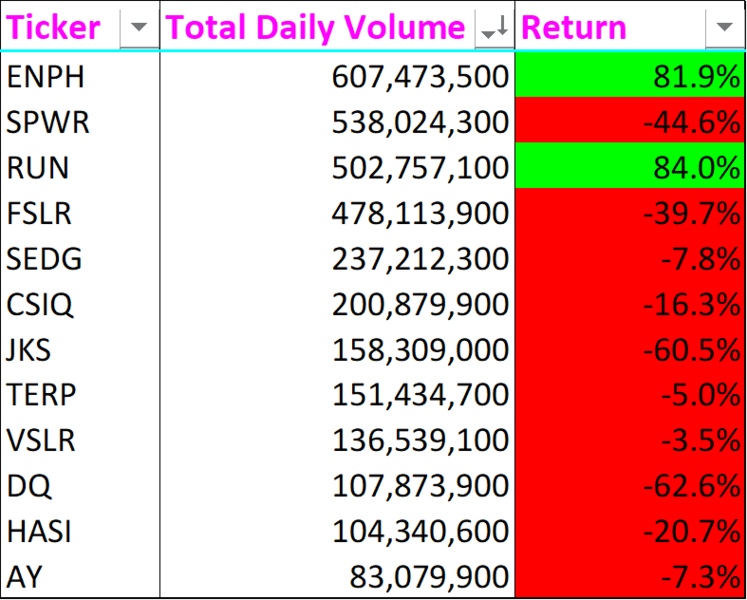 Ticker Total Daily Volume Return
ENPH 607,473,500 81.9%
SPWR 538,024,300 -44.6%
RUN 502,757,100 84.0%
FSLR 478,113,900 -39.7%
SEDG 237,212,300 -7.8%
CSIQ 200,879,900 -16.3%
JKS 158,309,000 -60.5%
TERP 151,434,700 -5.0%
VSLR 136,539,100 -3.5%
DQ 107,873,900 -62.6%
HASI 104,340,600 -20.7%
AY 83,079,900 -7.3%